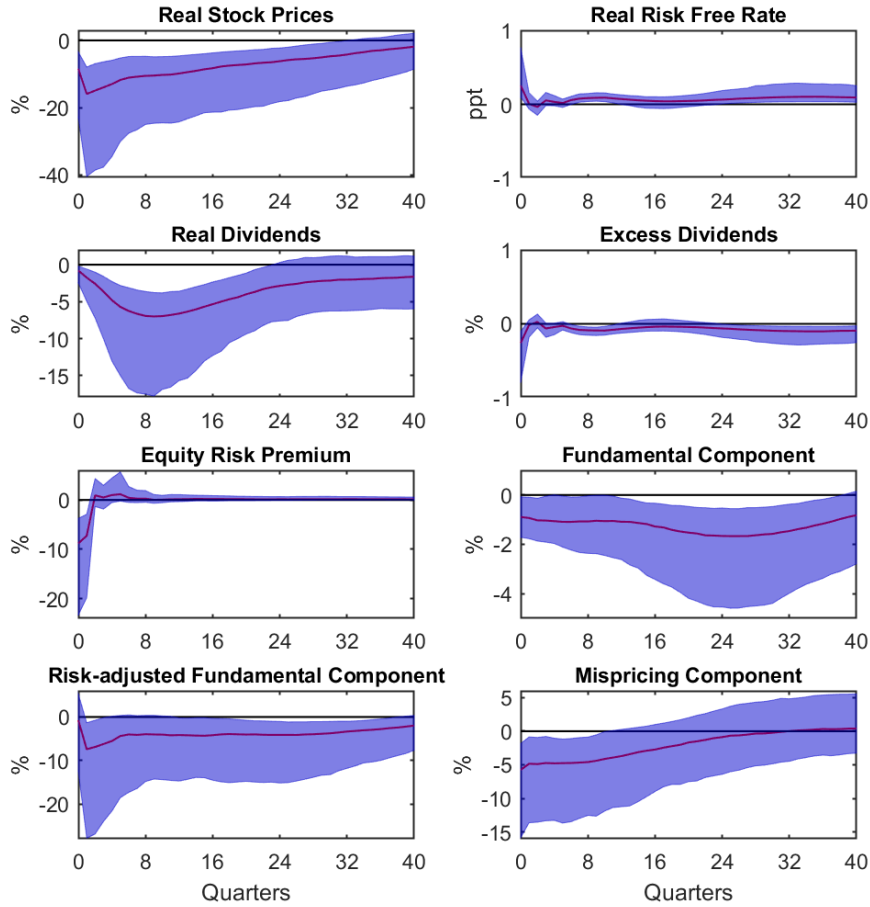 Real Stock Prices
0
-20
-40
%
0 8 16 24 32 40
Real Risk Free Rate
1
0
-1
ppt
0 8 16 24 32 40
Real Dividends
0
-5
-10
-15
%
0 8 16 24 32 40
Excess Dividends
1
0
-1
%
0 8 16 24 32 40
Equity Risk Premium
0
-10
-20
%
0 8 16 24 32 40
Fundamental Component
0
-2
-4
%
0 8 16 24 32 40
Risk-adjusted Fundamental Component
0
-10
-20
%
0 8 16 24 32 40
Quarters
Mispricing Component
5
0
-5
-10
-15
%
0 8 16 24 32 40
Quarters